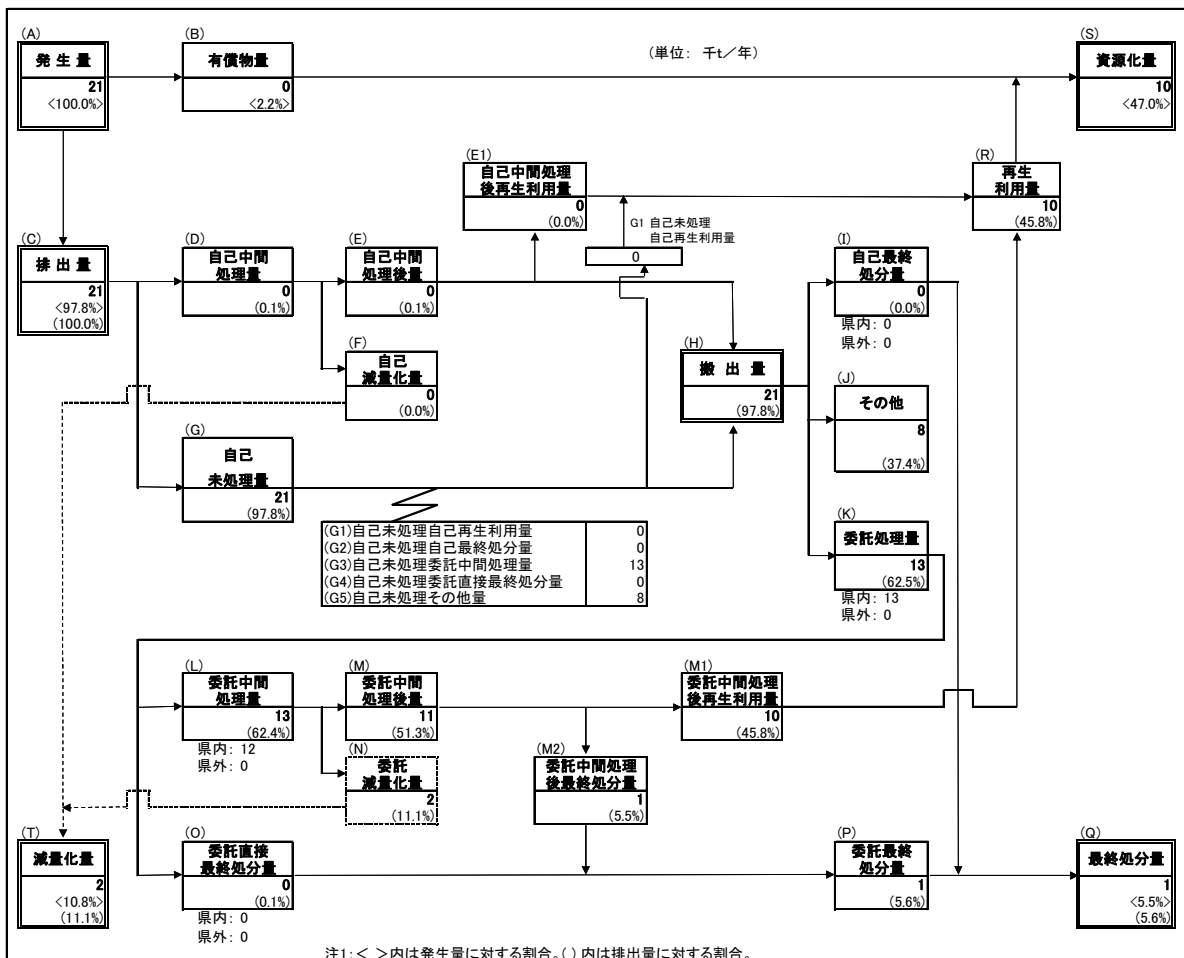 (A)
発 生 量
21
<100.0%>
(B)
有償物量
0
<2.2%>
(単位: 千t/年)
(S)
資源化量
10
<47.0%>
(E1)
自己中間処理
後再生利用量
0
(0.0%)
G1 自己未処理
自己再生利用量
0
(R)
再生
利用量
10
(45.8%)
(C)
排 出 量
21
<97.8%>
(100.0%)
(D)
自己中間
処理量
0
(0.1%)
(E)
自己中間
処理後量
0
(0.1%)
(F)
自己
減量化量
0
(0.0%)
(G)
自己
未処理量
21
(97.8%)
(H)
搬 出 量
21
(97.8%)
(I)
自己最終
処分量
0
(0.0%)
県内: 0
県外: 0
(J)
その他
8
(37.4%)
(K)
委託処理量
13
(62.5%)
県内: 13
県外: 0
(G1)自己未処理自己再生利用量 0
(G2)自己未処理自己最終処分量 0
(G3)自己未処理委託中間処理量 13
(G4)自己未処理委託直接最終処分量 0
(G5)自己未処理その他量 8
(L)
委託中間
処理量
13
(62.4%)
県内: 12
県外: 0
(M)
委託中間
処理後量
11
(51.3%)
(N)
委託
減量化量
2
(11.1%)
(M1)
委託中間処理
後再生利用量
10
(45.8%)
(M2)
委託中間処理
後最終処分量
1
(5.5%)
(T)
減量化量
2
<10.8%>
(11.1%)
(O)
委託直接
最終処分量
0
(0.1%)
県内: 0
県外: 0
(P)
委託最終
処分量
1
(5.6%)
(Q)
最終処分量
1
<5.5%>
(5.6%)
注1:< >内は発生量に対する割合。( )内は排出量に対する割合。